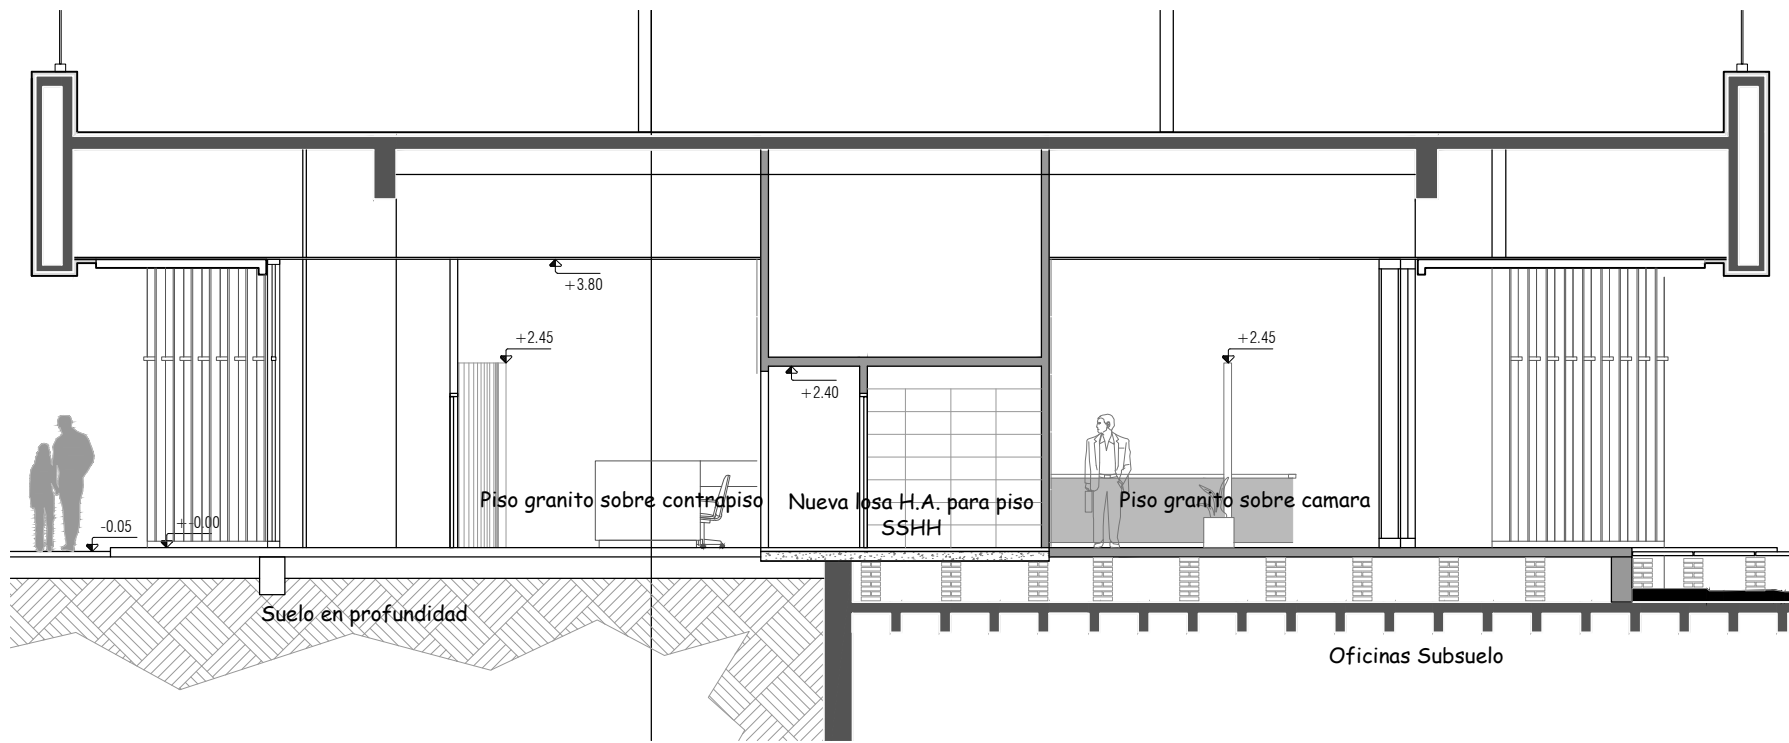 +3.80
+2.45
+2.45
+2.40
Piso granito sobre contrapiso
Nueva losa H.A. para piso
SSHH
Piso granito sobre camara
-0.05
+-0.00
Suelo en profundidad
Oficinas Subsuelo